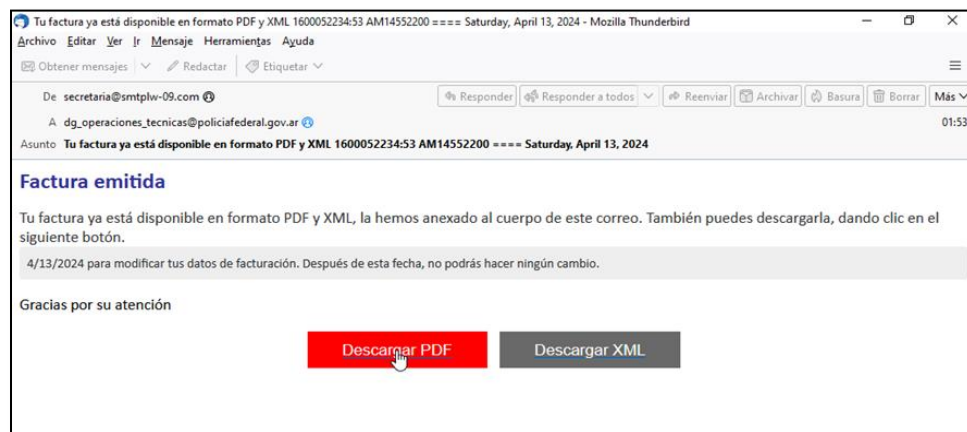 Tu factura ya está disponible en formato PDF y XML 1600052234:53 AM14552200 ==== Saturday, April 13, 2024 - Mozilla Thunderbird
Archivo Editar Ver Ir Mensaje Herramientas Ayuda
Obtener mensajes Redactar Etiquetar
De secretaria@smtplw-09.com Responder Responder a todos Reenviar Archivar Basura Borrar Más
A dg_operaciones_tecnicas@policiafederal.gov.ar 01:53
Asunto Tu factura ya está disponible en formato PDF y XML 1600052234:53 AM14552200 ==== Saturday, April 13, 2024
Factura emitida
Tu factura ya está disponible en formato PDF y XML, la hemos anexado al cuerpo de este correo. También puedes descargarla, dando clic en el
siguiente botón.
4/13/2024 para modificar tus datos de facturación. Después de esta fecha, no podrás hacer ningún cambio.
Gracias por su atención
Descargar PDF Descargar XML